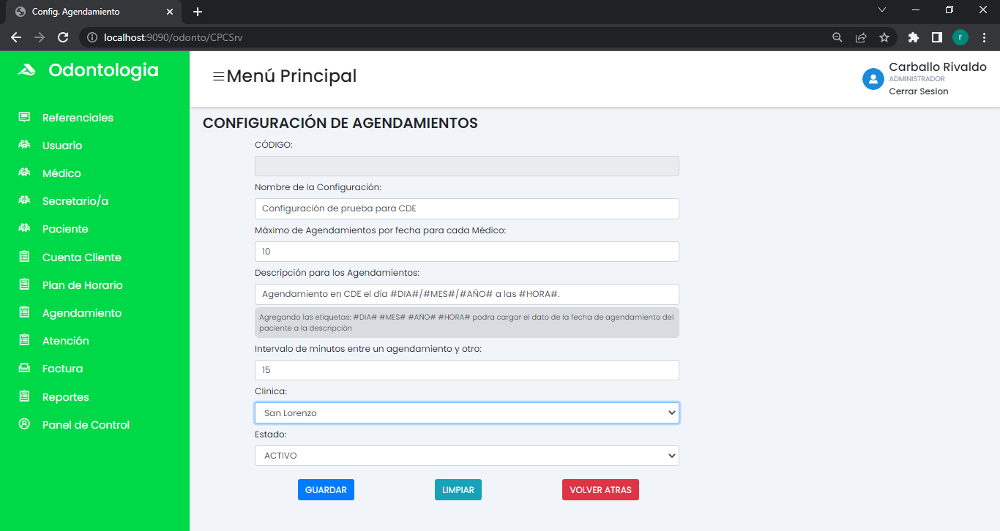 Config. Agendamiento
localhost:9090/odonto/CPCSrv
r
Odontologia
Menú Principal
Carballo Rivaldo
ADMINISTRADOR
Cerrar Sesion
Referenciales
Usuario
Médico
Secretario/a
Paciente
Cuenta Cliente
Plan de Horario
Agendamiento
Atención
Factura
Reportes
Panel de Control
CONFIGURACIÓN DE AGENDAMIENTOS
CÓDIGO:
Nombre de la Configuración:
Configuración de prueba para CDE
Máximo de Agendamientos por fecha para cada Médico:
10
Descripción para los Agendamientos:
Agendamiento en CDE el día #DIA#/#MES#/#AÑO# a las #HORA#.
Agregando las etiquetas: #DIA# #MES# #AÑO# #HORA# podra cargar el dato de la fecha de agendamiento del
paciente a la descripción
Intervalo de minutos entre un agendamiento y otro:
15
Clinica:
San Lorenzo
Estado:
ACTIVO
GUARDAR
LIMPIAR
VOLVER ATRAS